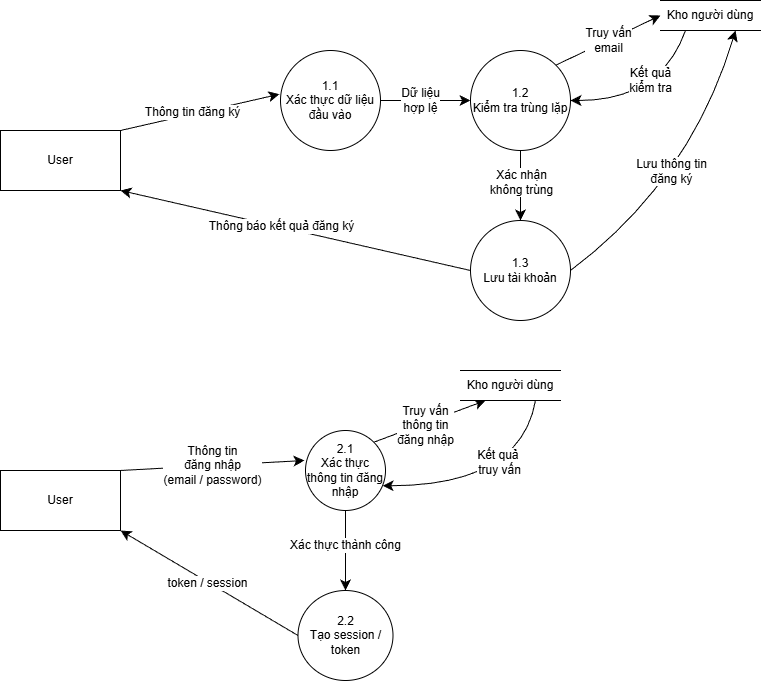 Kho người dùng
Truy vấn
email
Kết quả
kiểm tra
1.1
Xác thực dữ liệu
đầu vào
Dữ liệu
hợp lệ
1.2
Kiểm tra trùng lặp
Thông tin đăng ký
User
Xác nhận
không trùng
Lưu thông tin
đăng ký
Thông báo kết quả đăng ký
1.3
Lưu tài khoản
Kho người dùng
Truy vấn
thông tin
đăng nhập
Kết quả
truy vấn
Thông tin
đăng nhập
(email / password)
2.1
Xác thực
thông tin đăng
nhập
User
Xác thực thành công
token / session
2.2
Tạo session /
token